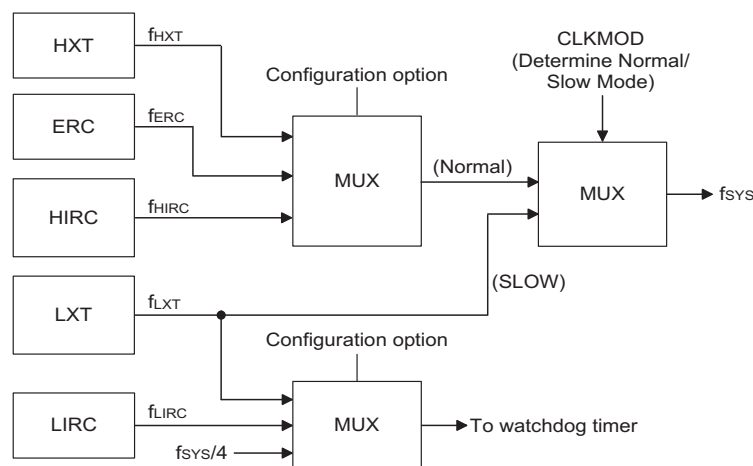 HXT
fHXT
CLKMOD
(Determine Normal/
Slow Mode)
Configuration option
ERC
fERC
MUX
(Normal)
MUX
fSYS
HIRC
fHIRC
LXT
fLXT
(SLOW)
Configuration option
LIRC
fLIRC
MUX
To watchdog timer
fSYS/4